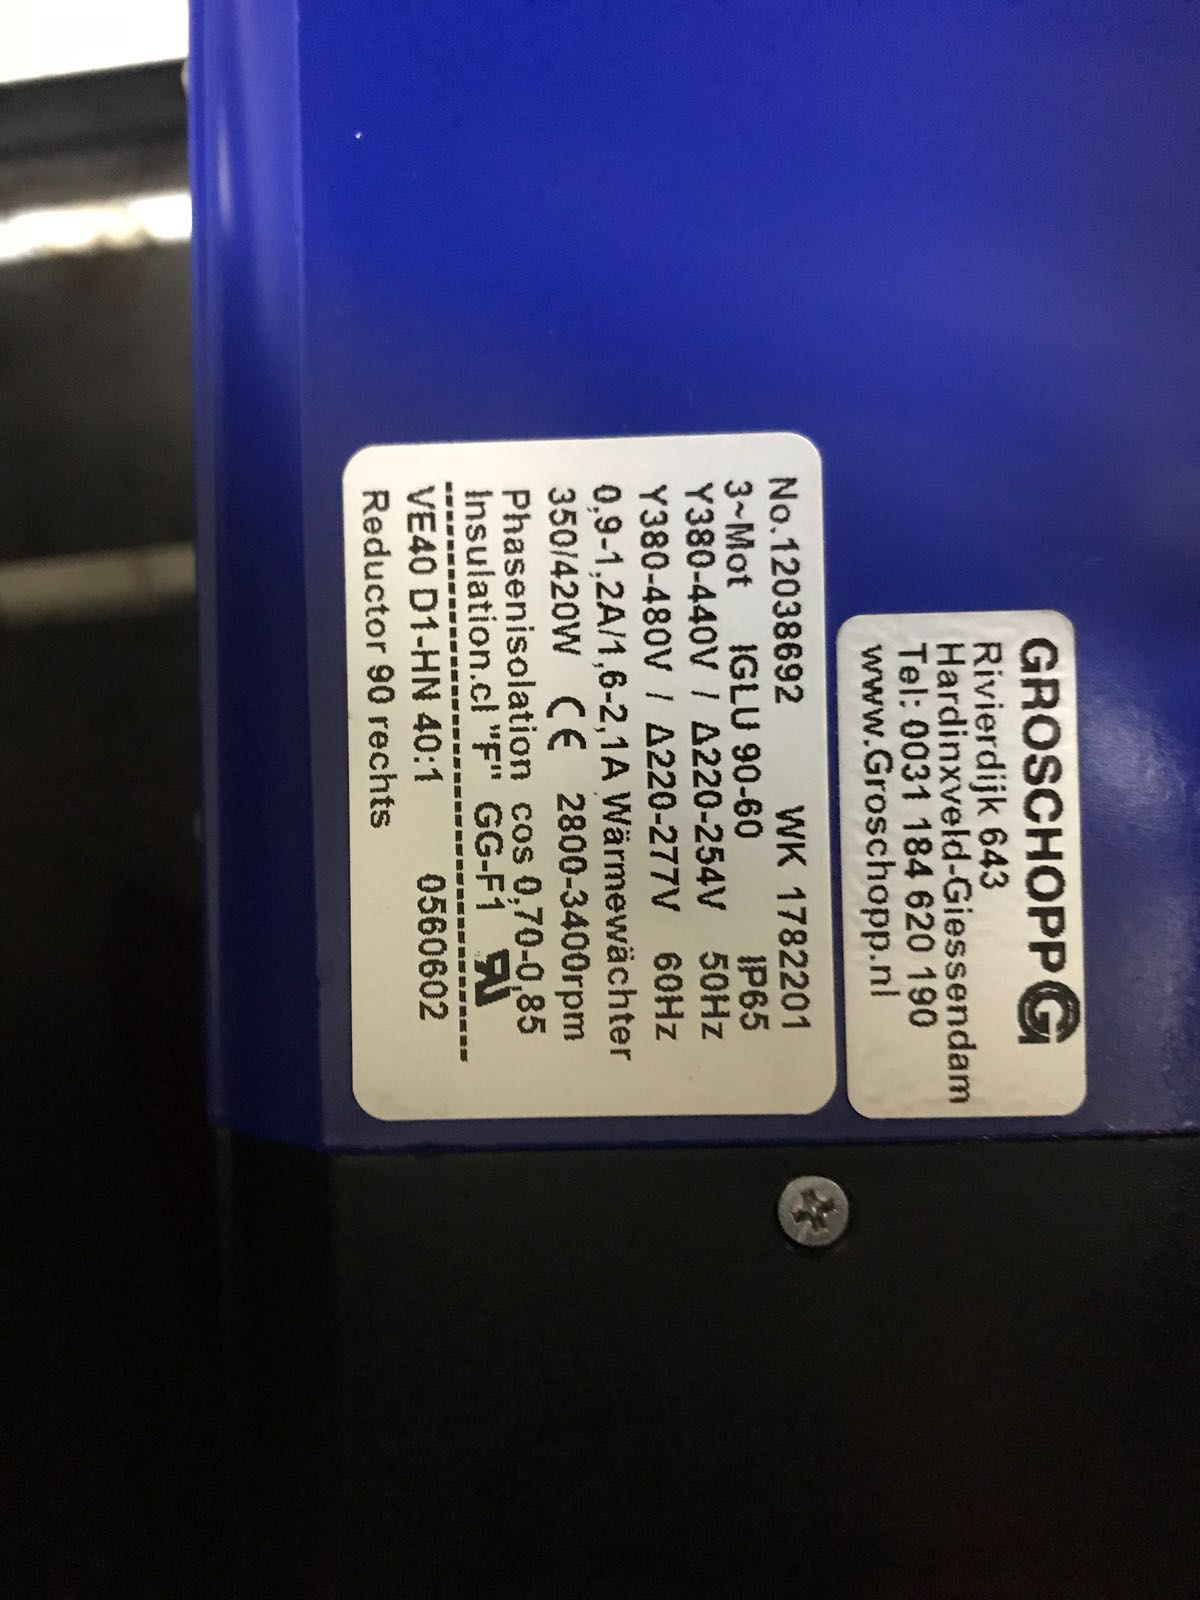 GROSCHOPP G
Rivierdijk 643
Hardinxveld-Giessendam
Tel: 0031 184 620 190
www.Groschopp.nl
No.12038692 WK 1782201
3~Mot IGLU 90-60 IP65
Y380-440V / Δ220-254V 50Hz
Y380-480V / Δ220-277V 60Hz
0,9-1,2A/1,6-2,1A Wärmewächter
350/420W CE 2800-3400rpm
Phasenisolation cos 0,70-0,85
Insulation.cl "F" GG-F1 RU
VE40 D1-HN 40:1 0560602
Reductor 90 rechts